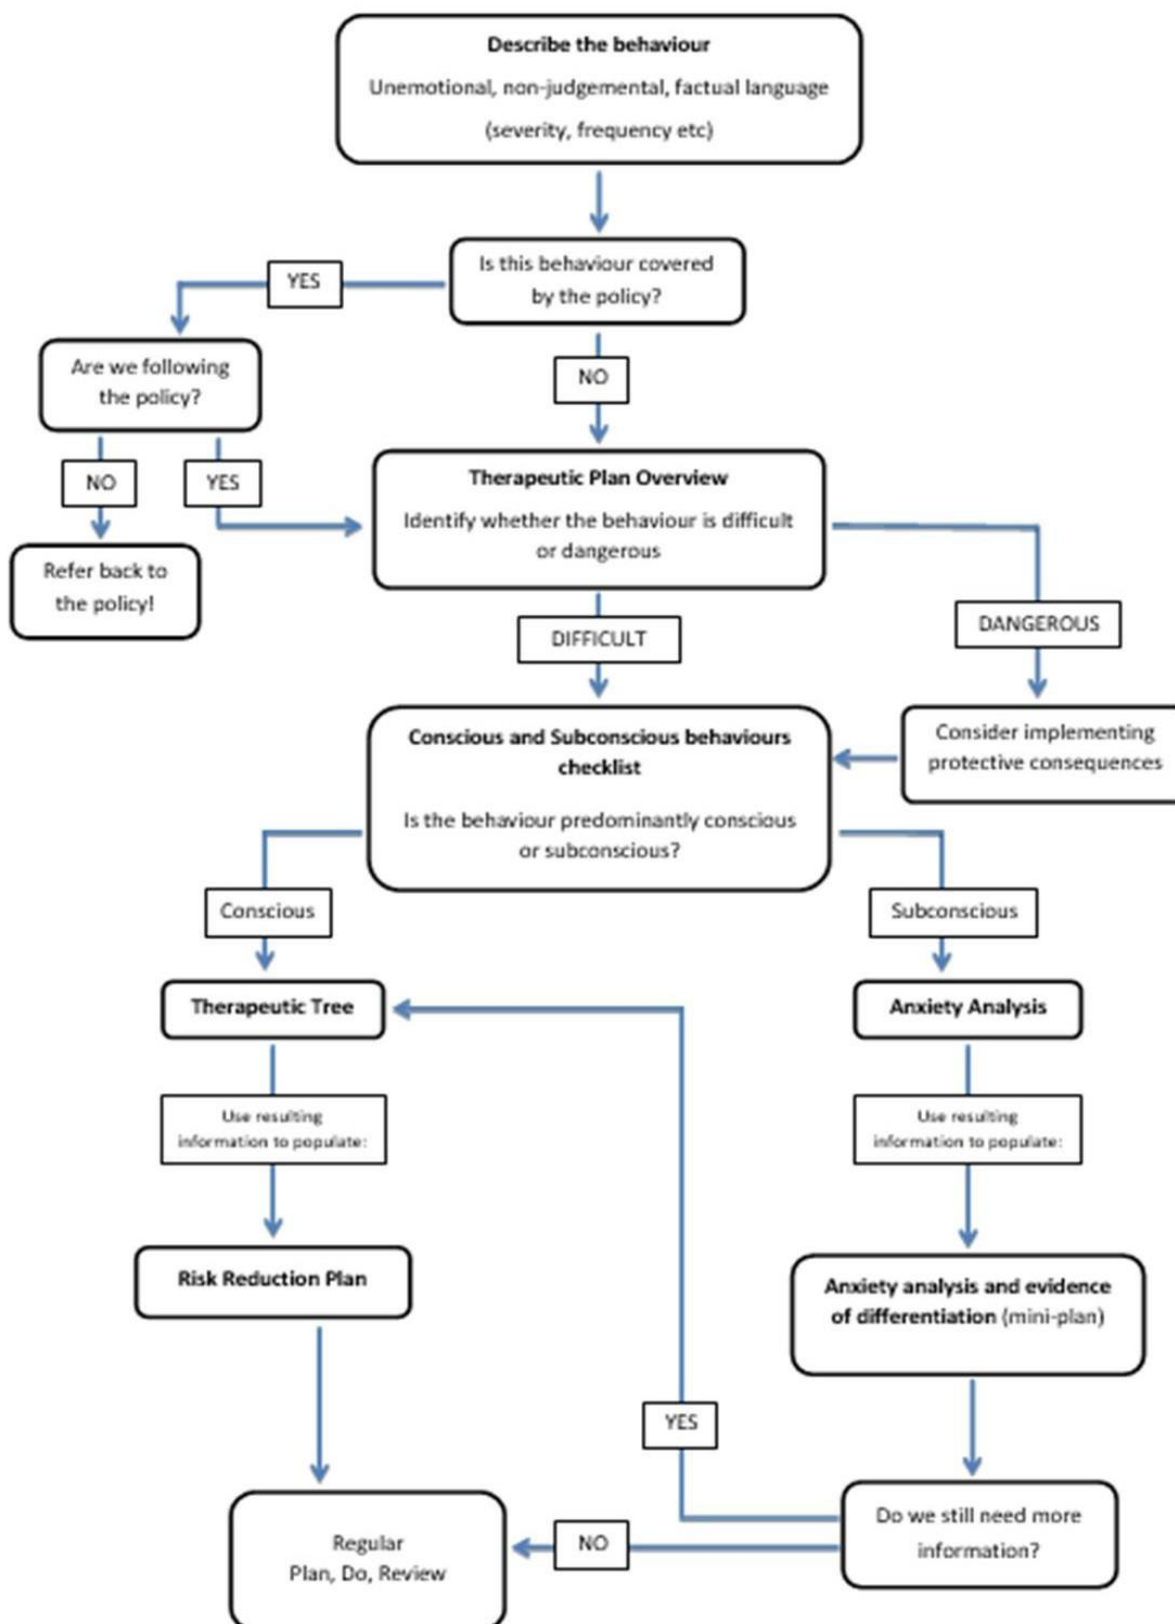 Describe the behaviour
Unemotional, non-judgemental, factual language
(severity, frequency etc)
Is this behaviour covered
by the policy?
YES
Are we following
the policy?
NO
NO
YES
Therapeutic Plan Overview
Identify whether the behaviour is difficult
or dangerous
Refer back to
the policy!
DIFFICULT
DANGEROUS
Conscious and Subconscious behaviours
checklist
Is the behaviour predominantly conscious
or subconscious?
Consider implementing
protective consequences
Conscious
Subconscious
Therapeutic Tree
Anxiety Analysis
Use resulting
information to populate:
Use resulting
information to populate:
Risk Reduction Plan
Anxiety analysis and evidence
of differentiation (mini-plan)
YES
Do we still need more
information?
NO
Regular
Plan, Do, Review